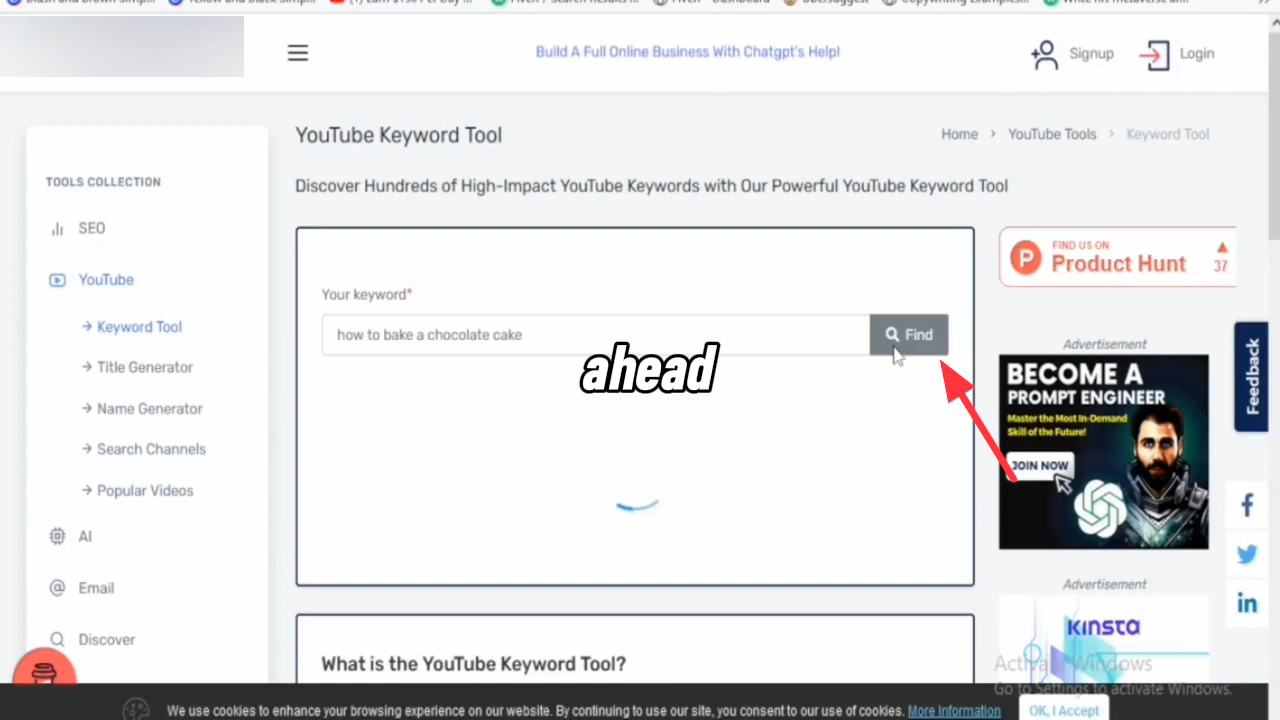 Build A Full Online Business With Chatgpt's Help!
Signup
Login
YouTube Keyword Tool
Home > YouTube Tools > Keyword Tool
TOOLS COLLECTION
Discover Hundreds of High-Impact YouTube Keywords with Our Powerful YouTube Keyword Tool
SEO
YouTube
Keyword Tool
Title Generator
Name Generator
Search Channels
Popular Videos
AI
Email
Discover
Your keyword*
how to bake a chocolate cake
Find
ahead
FIND US ON
Product Hunt
37
Advertisement
BECOME A
PROMPT ENGINEER
Master the Most In-Demand
Skill of the Future!
JOIN NOW
Feedback
Advertisement
KINSTA
What is the YouTube Keyword Tool?
Activate Windows
Go to Settings to activate Windows.
We use cookies to enhance your browsing experience on our website. By continuing to use our site, you consent to our use of cookies. More Information
OK, I Accept